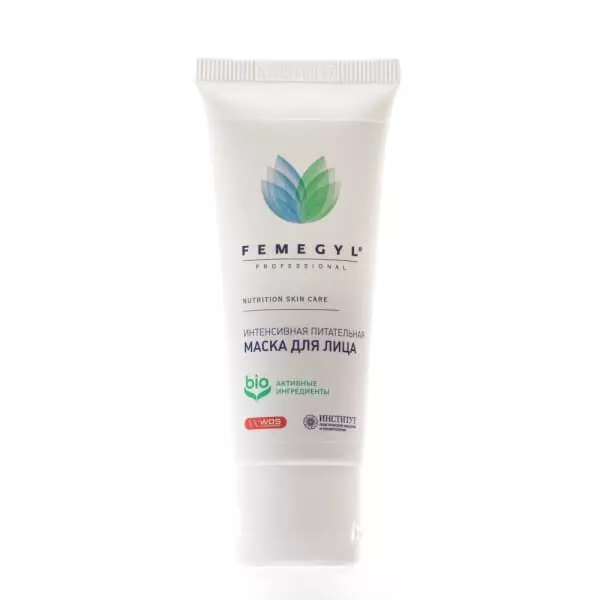 FEMEGYL®
PROFESSIONAL
NUTRITION SKIN CARE
ИНТЕНСИВНАЯ ПИТАТЕЛЬНАЯ
МАСКА ДЛЯ ЛИЦА
bio
АКТИВНЫЕ
ИНГРЕДИЕНТЫ
WDS
ИНСТИТУТ